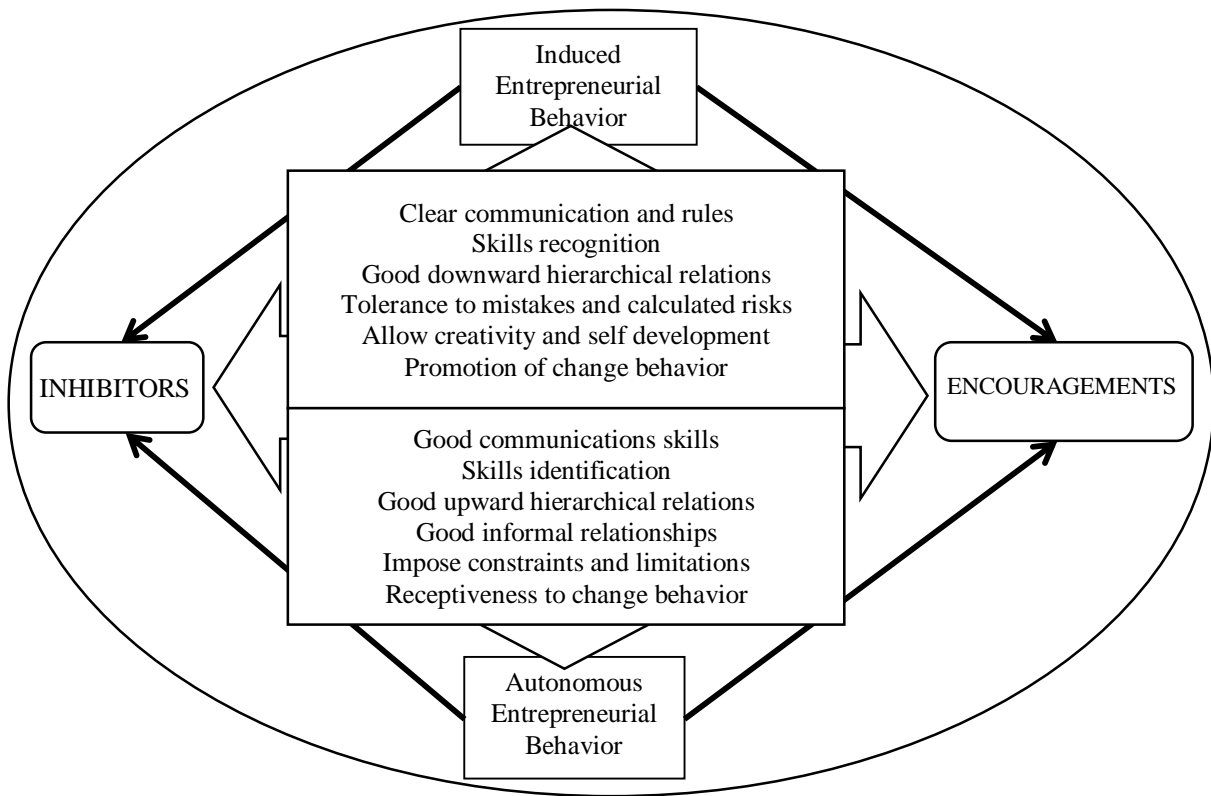 Induced
Entrepreneurial
Behavior
Clear communication and rules
Skills recognition
Good downward hierarchical relations
Tolerance to mistakes and calculated risks
Allow creativity and self development
Promotion of change behavior
INHIBITORS
ENCOURAGEMENTS
Good communications skills
Skills identification
Good upward hierarchical relations
Good informal relationships
Impose constraints and limitations
Receptiveness to change behavior
Autonomous
Entrepreneurial
Behavior